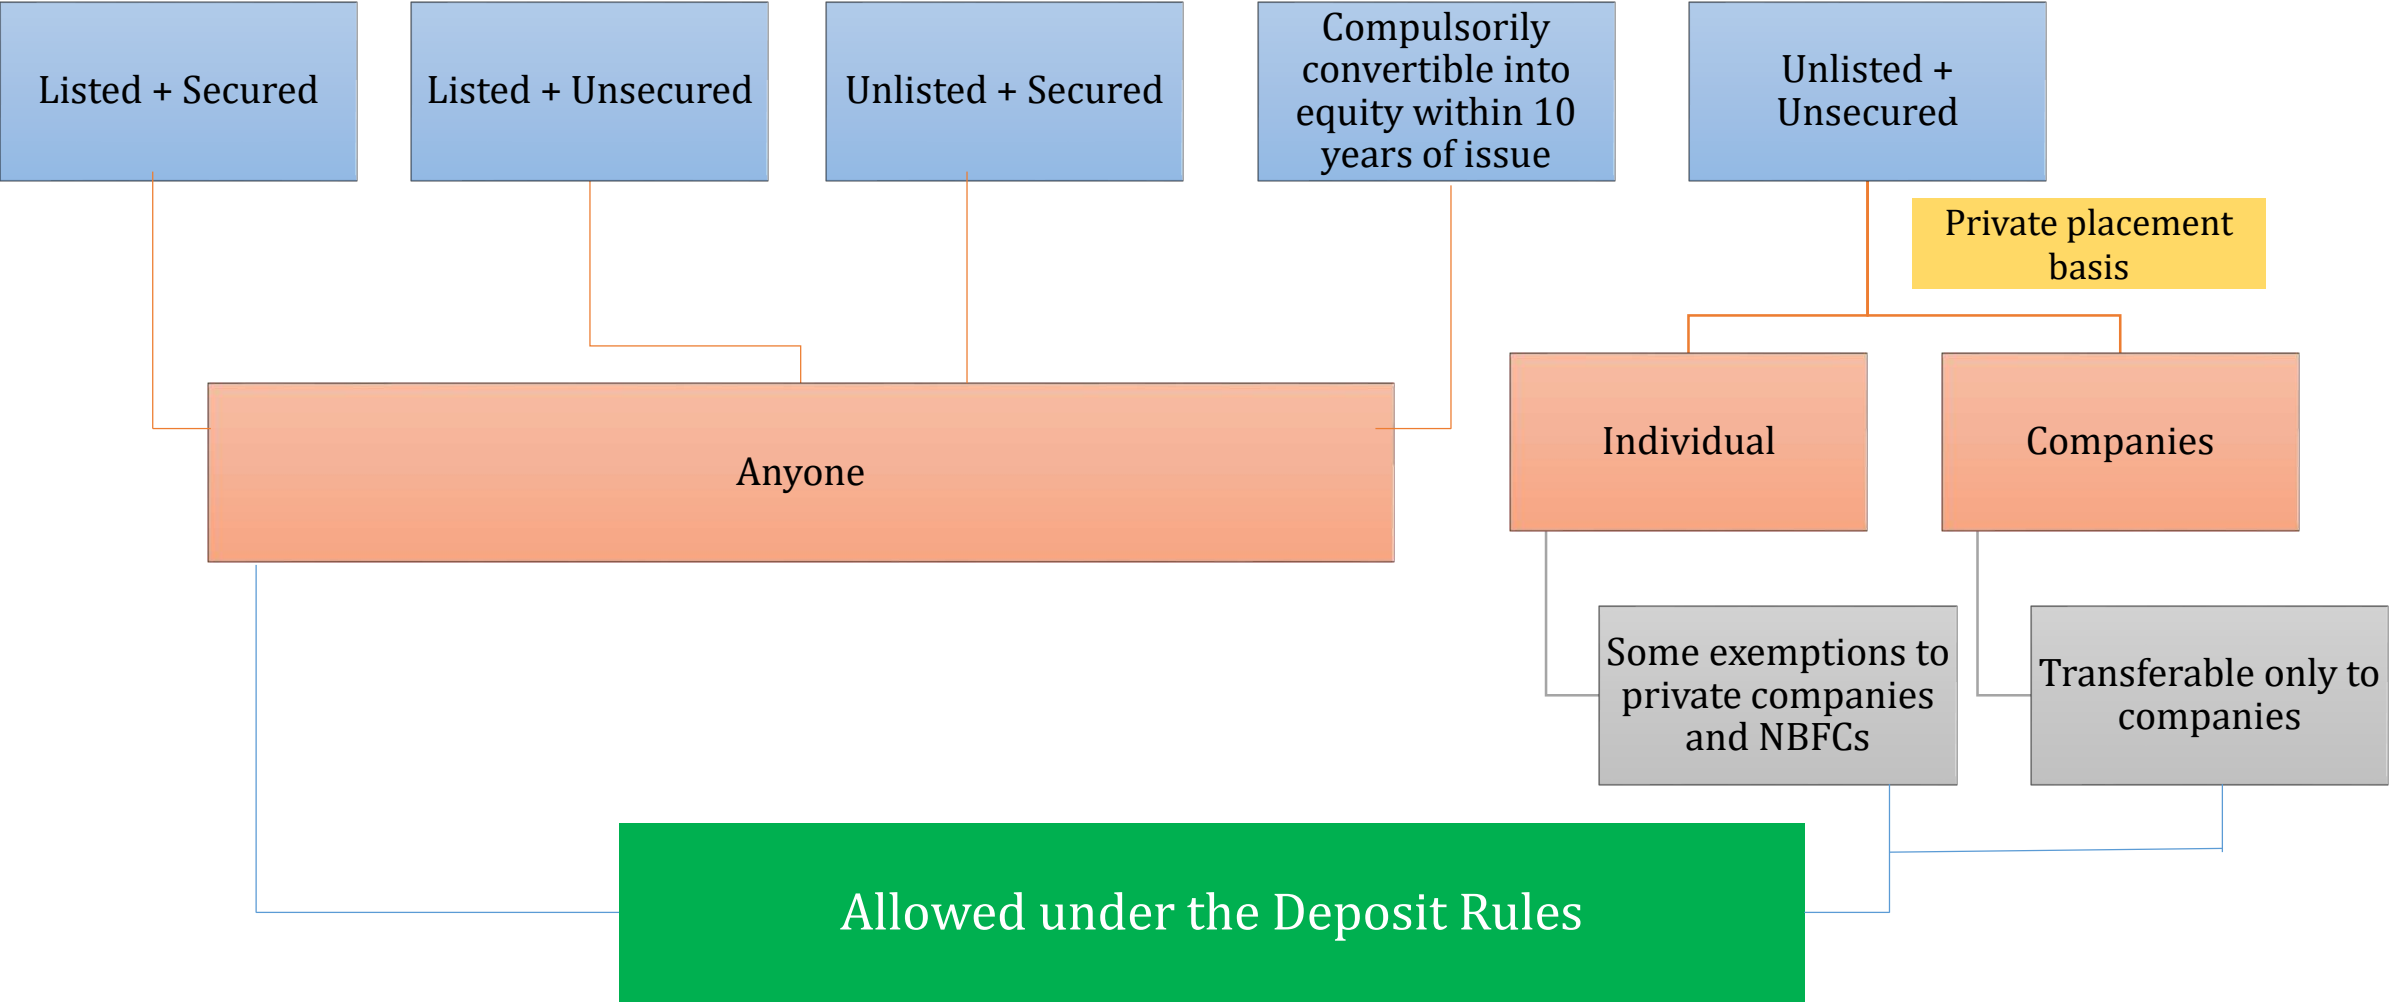 Listed + Secured
Listed + Unsecured
Unlisted + Secured
Compulsorily
convertible into
equity within 10
years of issue
Unlisted +
Unsecured
Private placement
basis
Anyone
Individual
Companies
Some exemptions to
private companies
and NBFCs
Transferable only to
companies
Allowed under the Deposit Rules